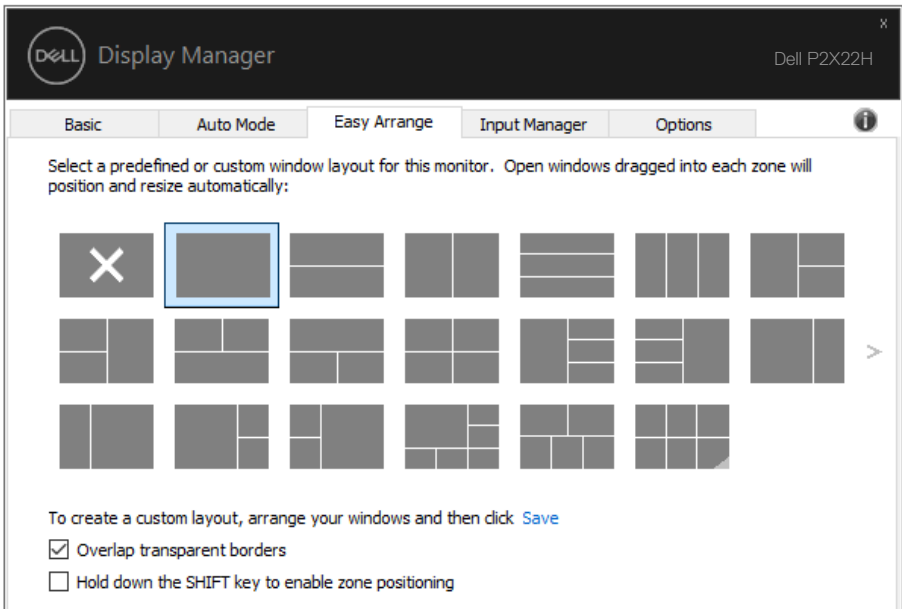 x
DELL Display Manager
Dell P2X22H
Basic Auto Mode Easy Arrange Input Manager Options
Select a predefined or custom window layout for this monitor. Open windows dragged into each zone will
position and resize automatically:
To create a custom layout, arrange your windows and then click Save
Overlap transparent borders
Hold down the SHIFT key to enable zone positioning